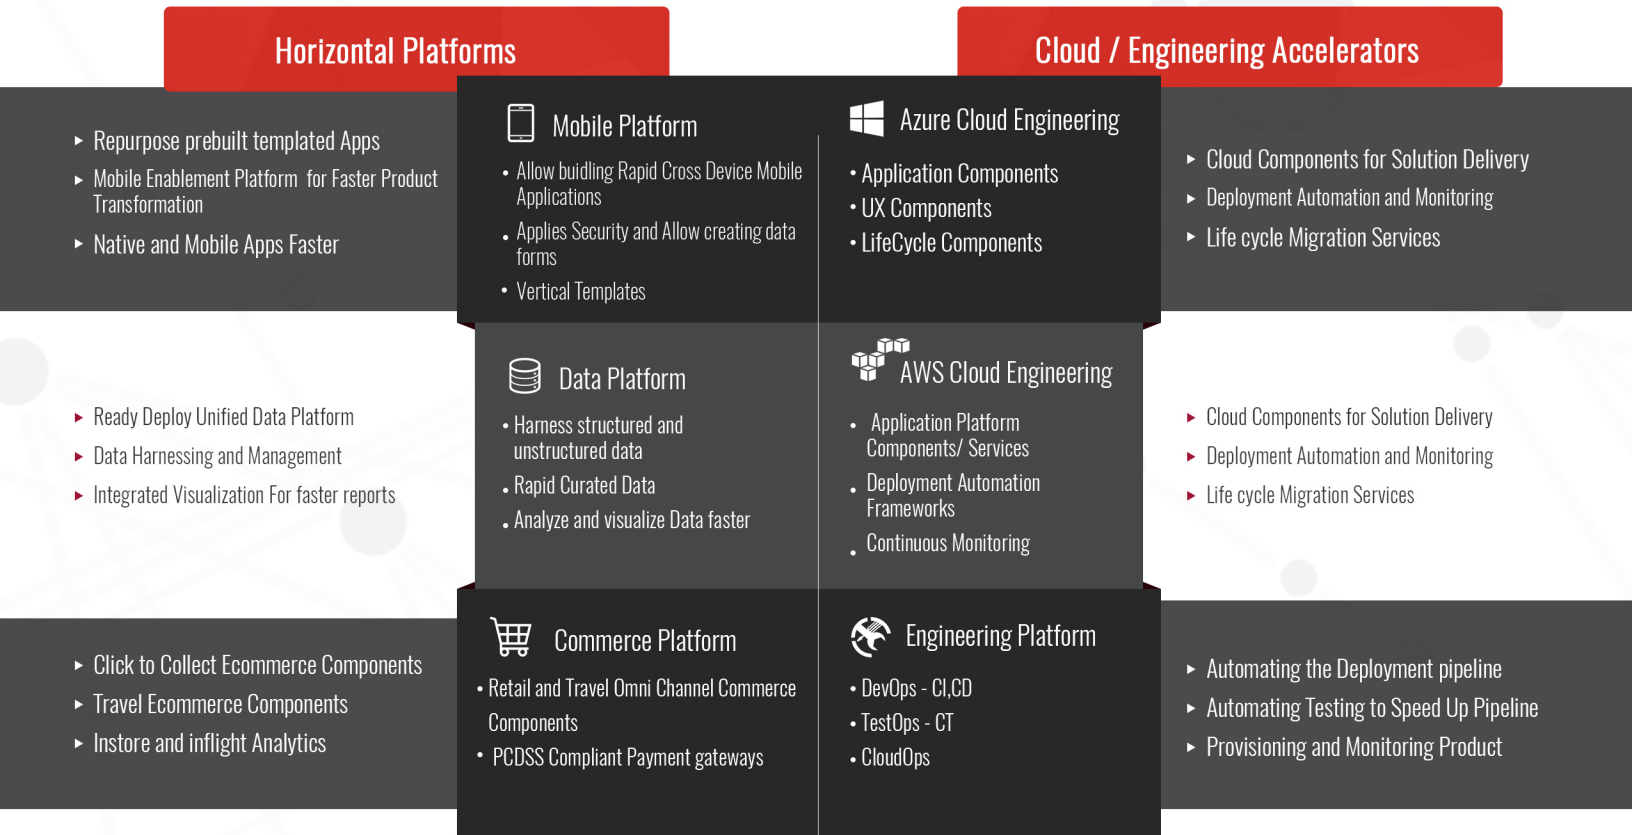 Horizontal Platforms
Cloud / Engineering Accelerators
Repurpose prebuilt templated Apps
Mobile Enablement Platform for Faster Product
Transformation
Native and Mobile Apps Faster
Mobile Platform
Allow buidling Rapid Cross Device Mobile
Applications
Applies Security and Allow creating data
forms
Vertical Templates
Azure Cloud Engineering
Application Components
UX Components
LifeCycle Components
Cloud Components for Solution Delivery
Deployment Automation and Monitoring
Life cycle Migration Services
Ready Deploy Unified Data Platform
Data Harnessing and Management
Integrated Visualization For faster reports
Data Platform
Harness structured and
unstructured data
Rapid Curated Data
Analyze and visualize Data faster
AWS Cloud Engineering
Application Platform
Components/ Services
Deployment Automation
Frameworks
Continuous Monitoring
Cloud Components for Solution Delivery
Deployment Automation and Monitoring
Life cycle Migration Services
Click to Collect Ecommerce Components
Travel Ecommerce Components
Instore and inflight Analytics
Commerce Platform
Retail and Travel Omni Channel Commerce
Components
PCDSS Compliant Payment gateways
Engineering Platform
DevOps - CI,CD
TestOps - CT
CloudOps
Automating the Deployment pipeline
Automating Testing to Speed Up Pipeline
Provisioning and Monitoring Product